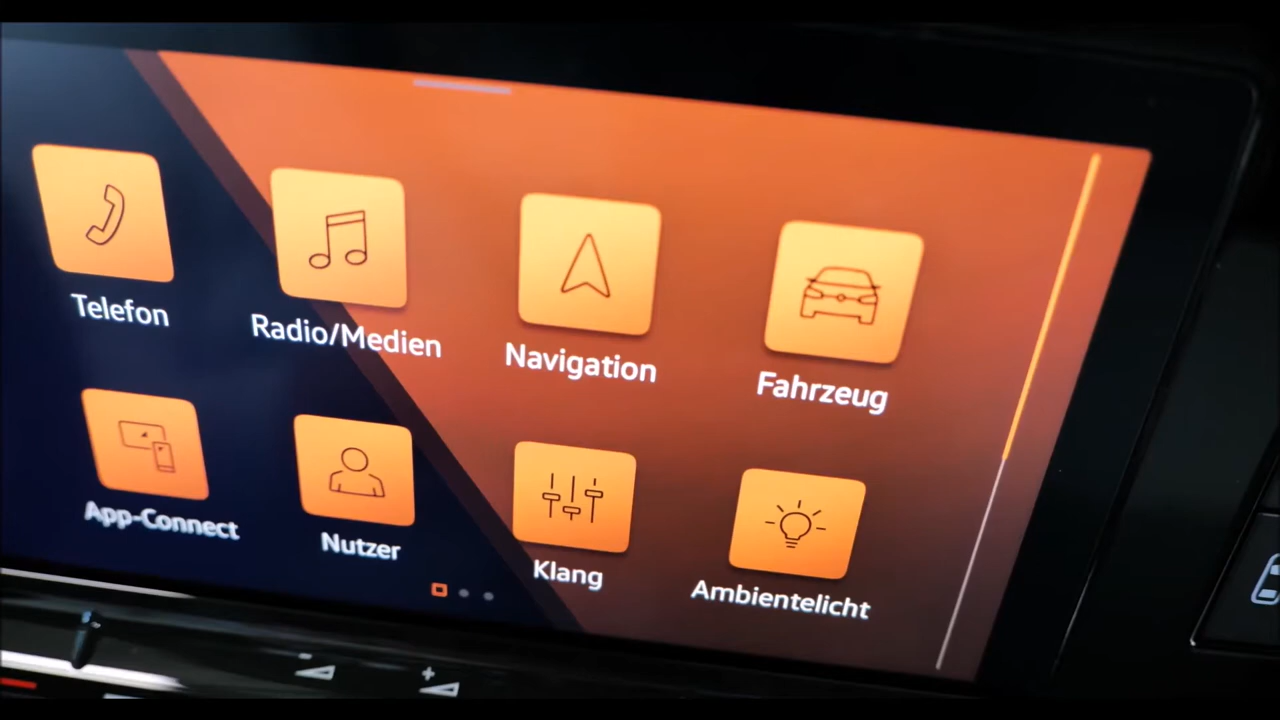 Telefon
Radio/Medien
Navigation
Fahrzeug
App-Connect
Nutzer
Klang
Ambientelicht